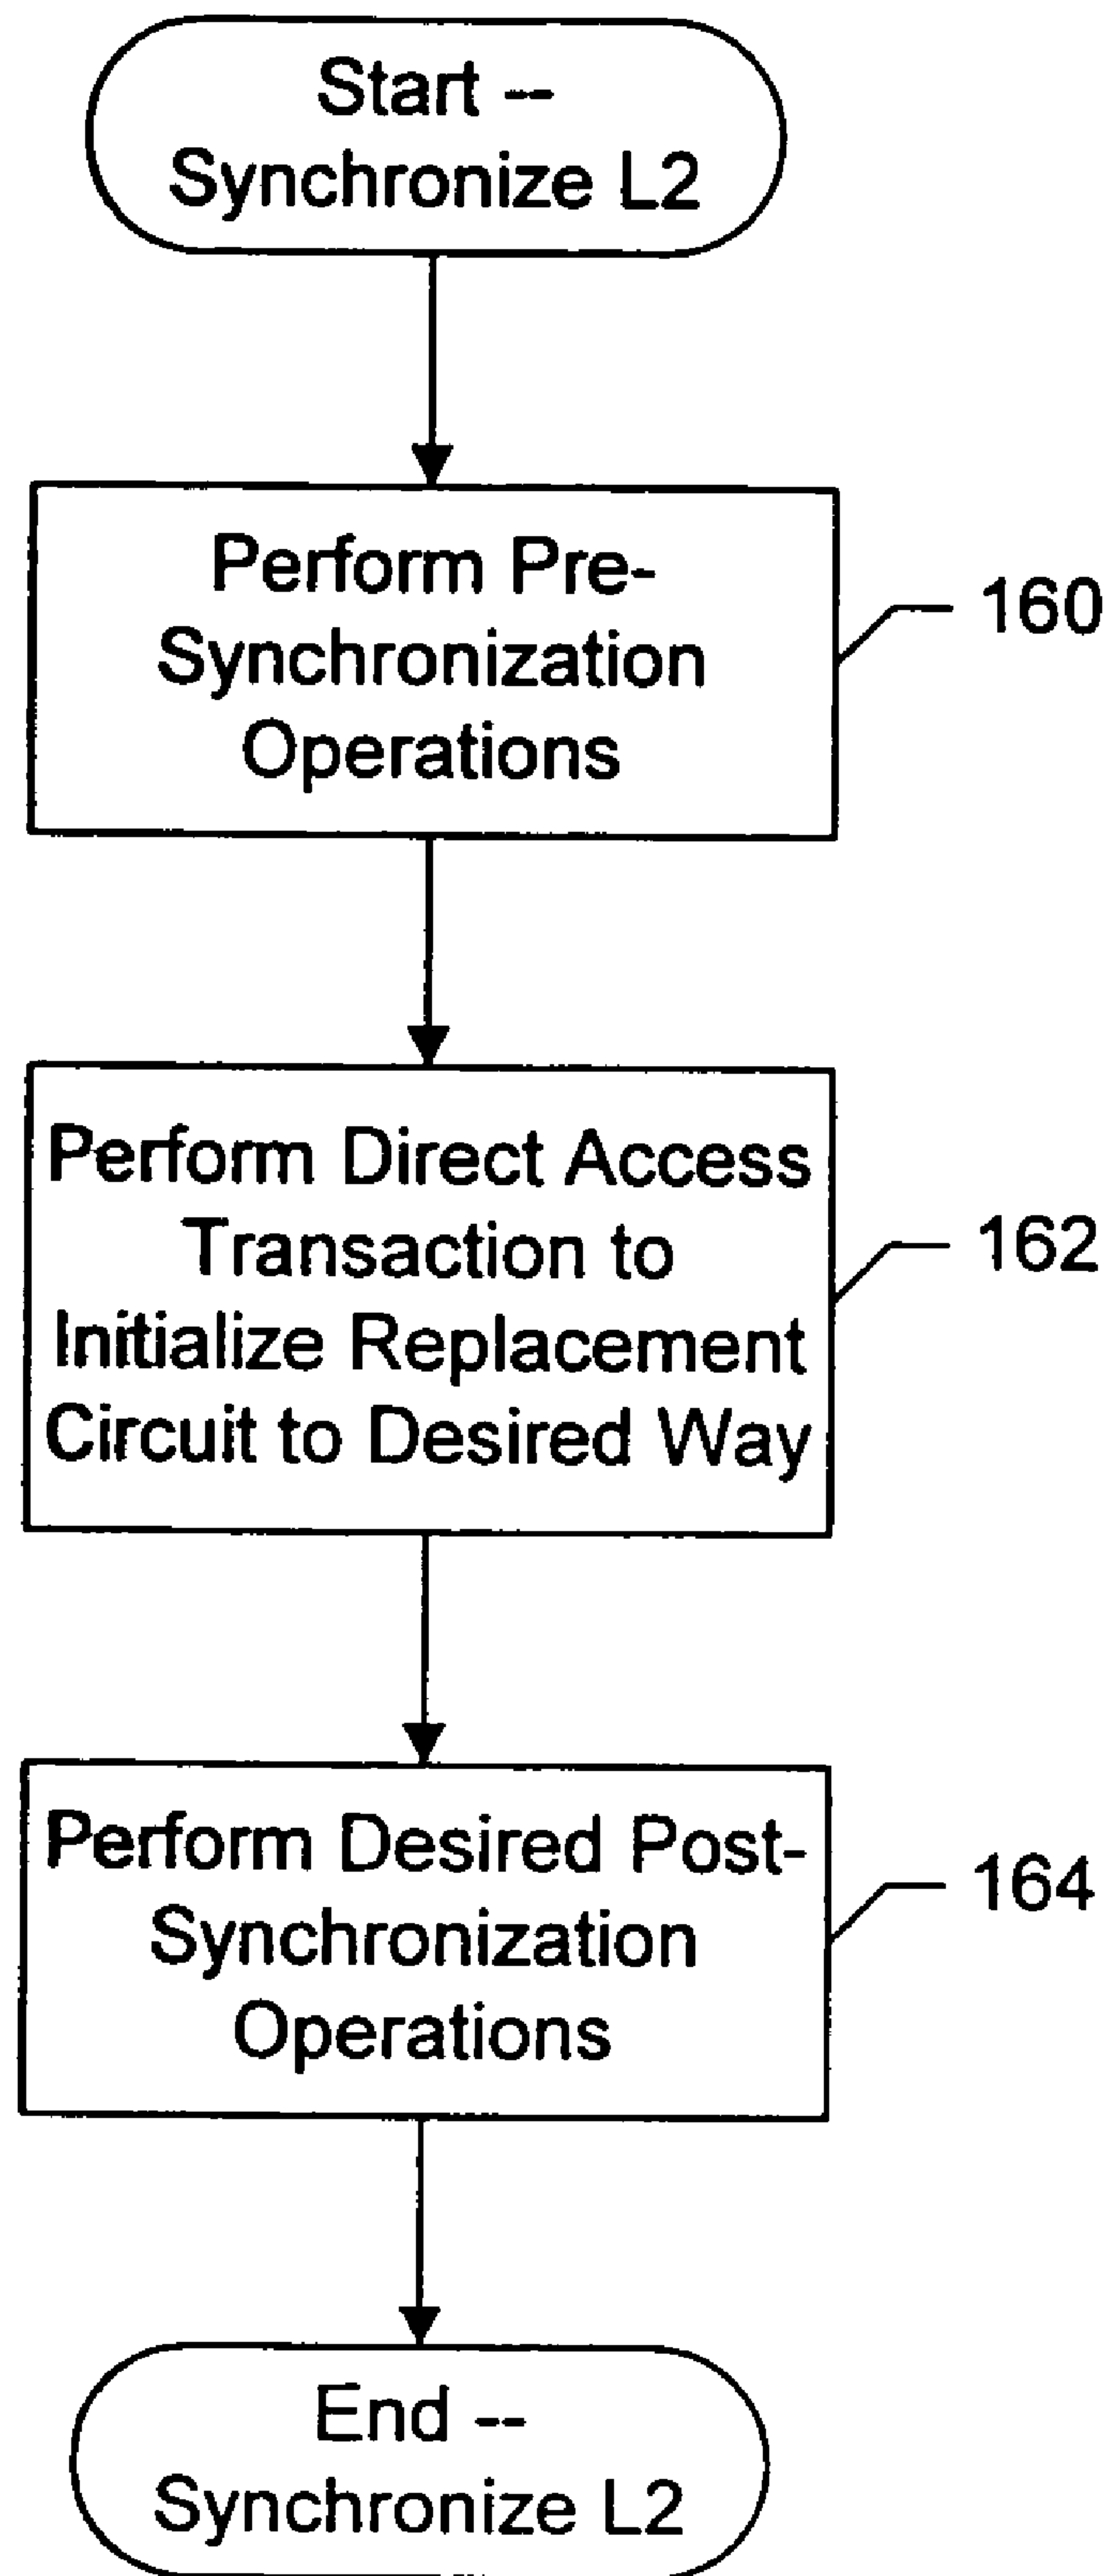 Start --
Synchronize L2
Perform Pre-
Synchronization
Operations
160
Perform Direct Access
Transaction to
Initialize Replacement
Circuit to Desired Way
162
Perform Desired Post-
Synchronization
Operations
164
End --
Synchronize L2